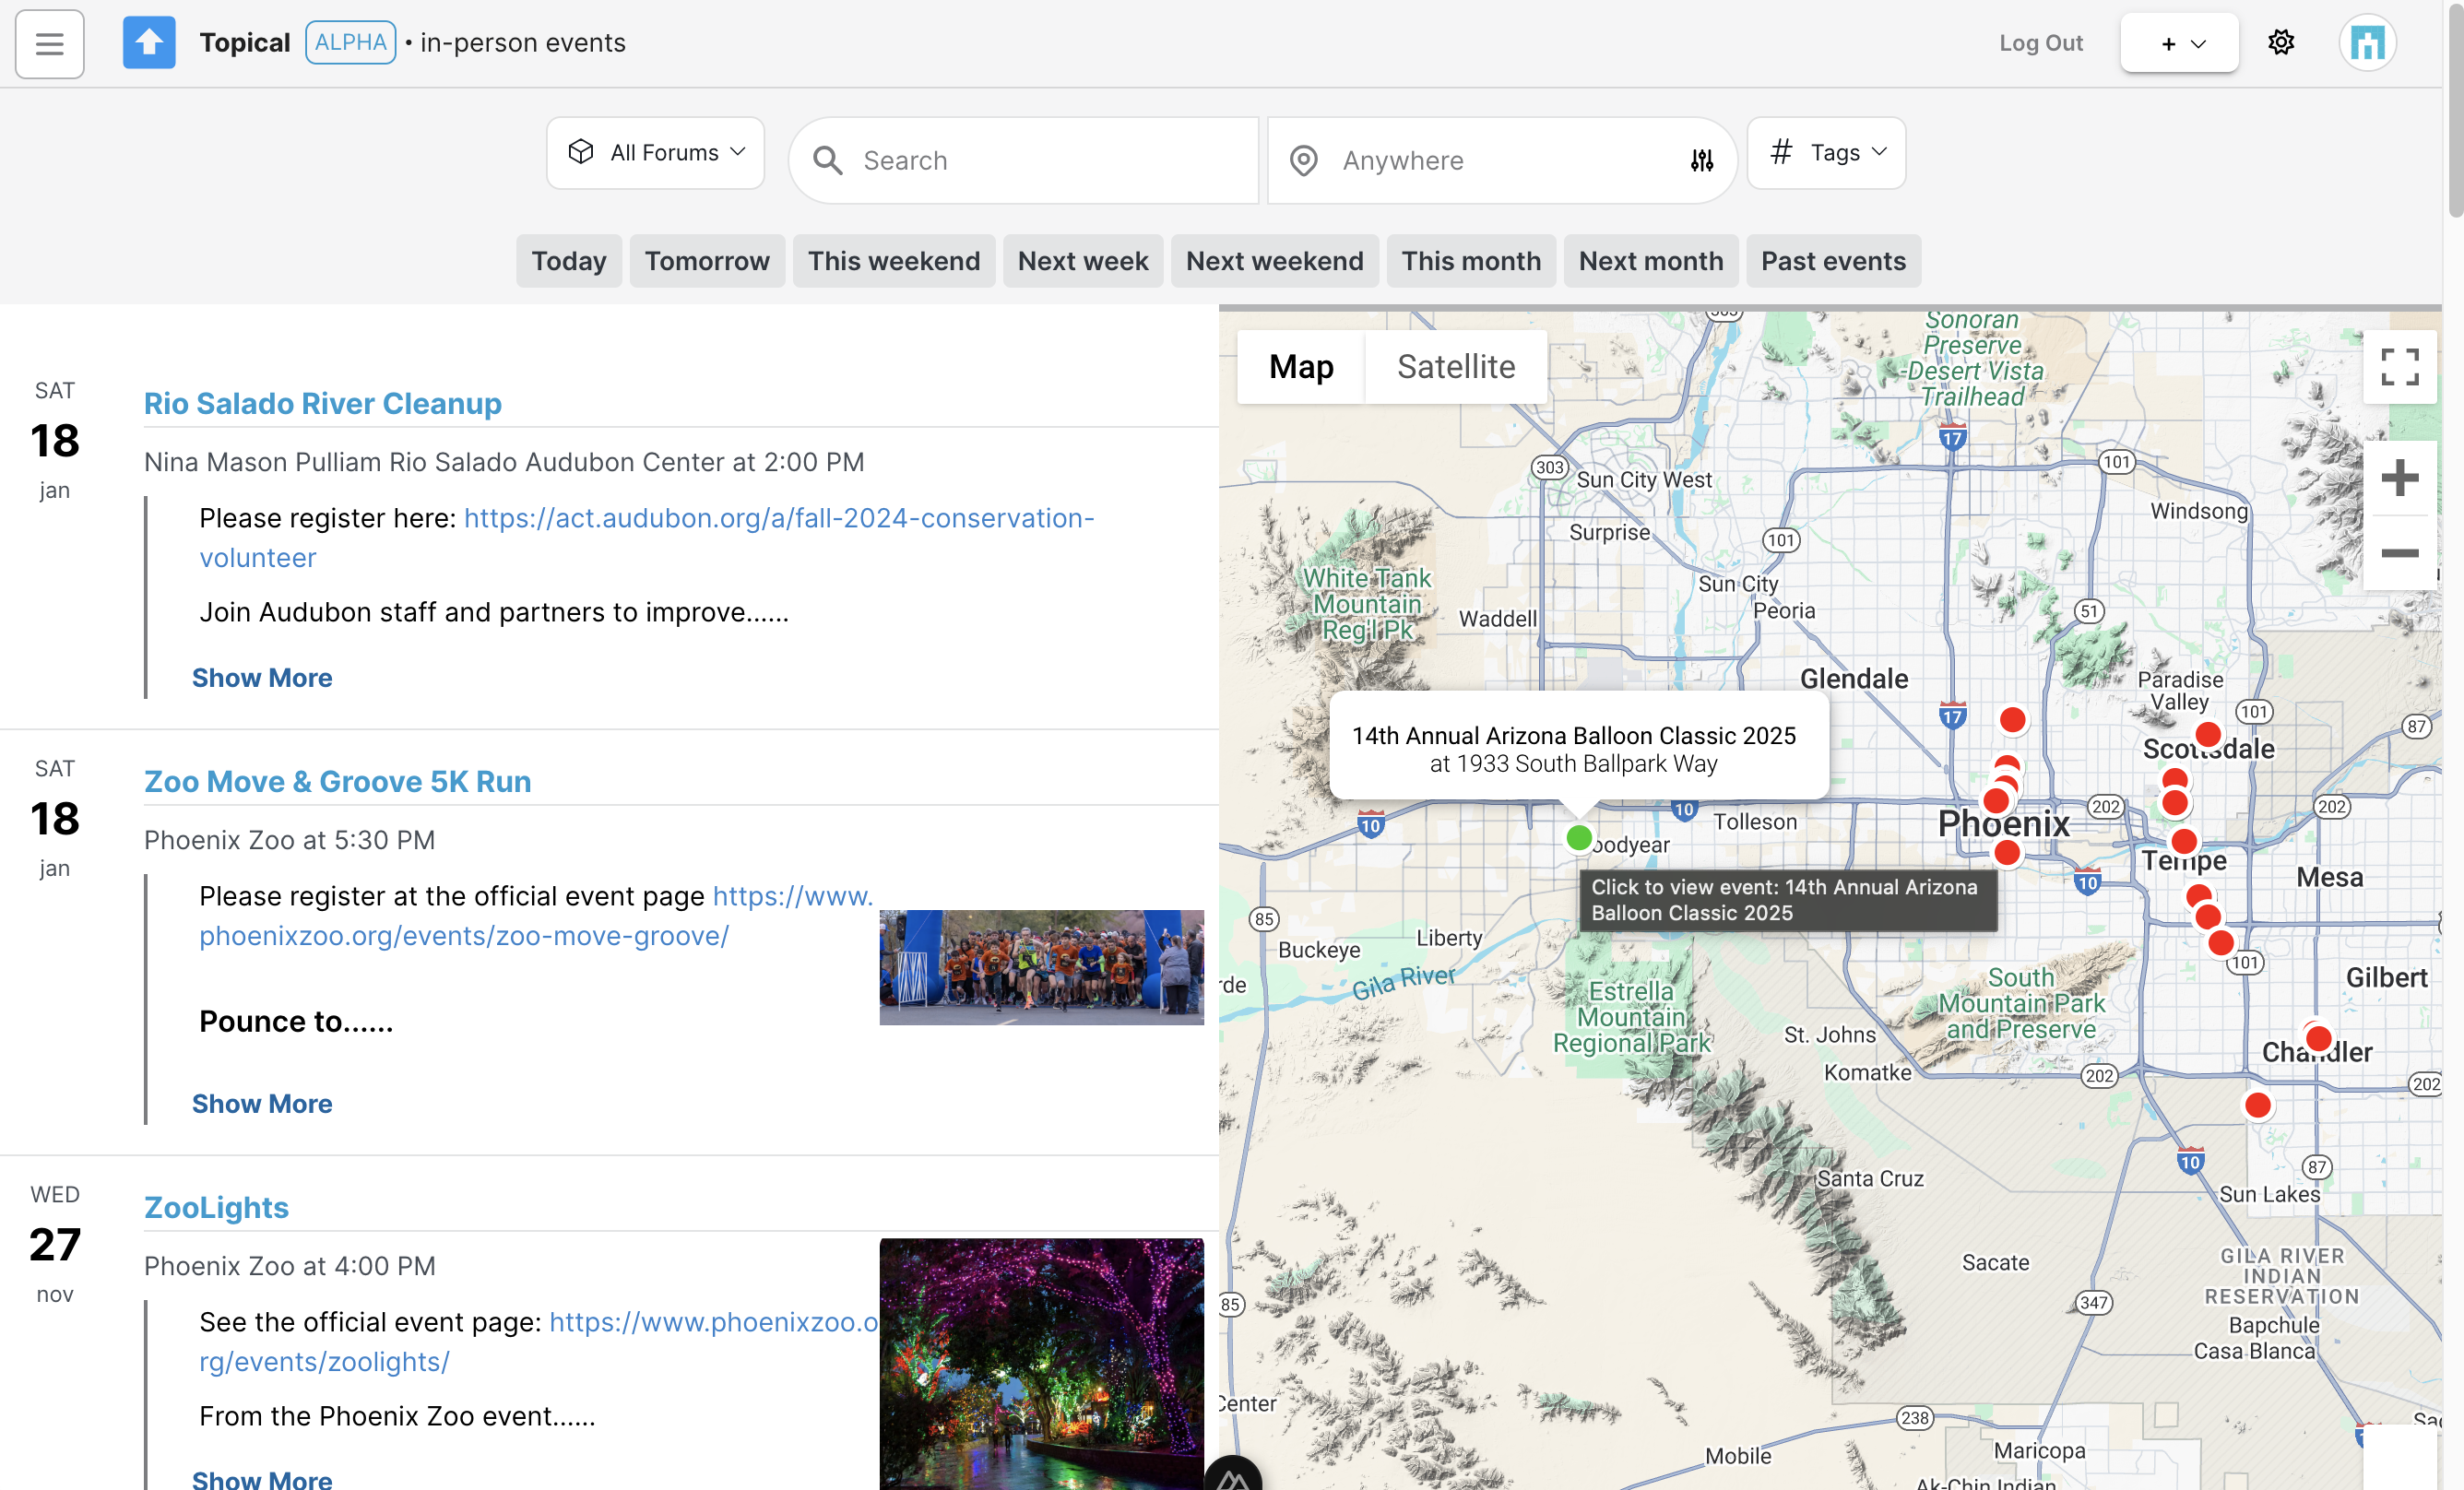 Topical ALPHA • in-person events
Log Out
+
All Forums
Search
Anywhere
# Tags
Today
Tomorrow
This weekend
Next week
Next weekend
This month
Next month
Past events
SAT
18
jan
Rio Salado River Cleanup
Nina Mason Pulliam Rio Salado Audubon Center at 2:00 PM
Please register here: https://act.audubon.org/a/fall-2024-conservation-
volunteer
Join Audubon staff and partners to improve......
Show More
SAT
18
jan
Zoo Move & Groove 5K Run
Phoenix Zoo at 5:30 PM
Please register at the official event page https://www.
phoenixzoo.org/events/zoo-move-groove/
Pounce to......
Show More
WED
27
nov
ZooLights
Phoenix Zoo at 4:00 PM
See the official event page: https://www.phoenixzoo.o
rg/events/zoolights/
From the Phoenix Zoo event......
Show More
Map
Satellite
303
Sonoran
Preserve
-Desert Vista
Trailhead
17
101
303
Sun City West
Windsong
Surprise
101
White Tank
Mountain
Reg'l Pk
Sun City
Peoria
51
Waddell
Glendale
Paradise
Valley
17
101
87
14th Annual Arizona Balloon Classic 2025
at 1933 South Ballpark Way
Scottsdale
10
10
Tolleson
202
202
Phoenix
oodyear
Tempe
Mesa
10
Click to view event: 14th Annual Arizona
Balloon Classic 2025
85
Buckeye
Liberty
101
Gila River
rde
Estrella
Mountain
Regional Park
South
Mountain Park
and Preserve
Gilbert
St. Johns
Chandler
Komatke
202
202
10
87
Santa Cruz
Sun Lakes
Sacate
GILA RIVER
INDIAN
RESERVATION
85
347
Bapchule
Casa Blanca
Center
238
Sac
Mobile
Maricopa
Ak-Chin Indian